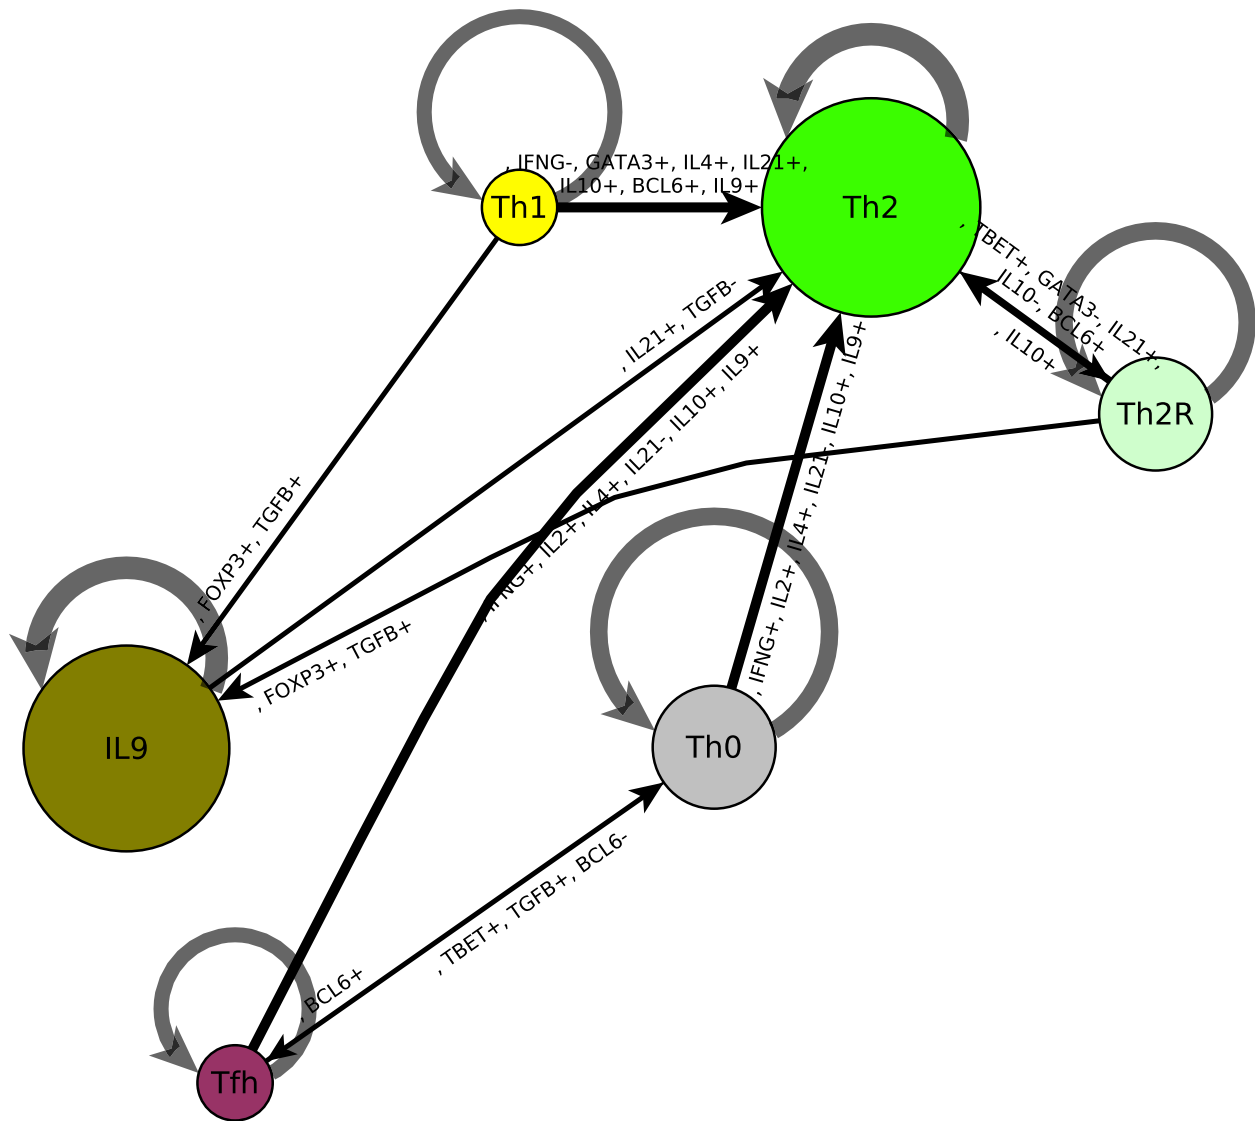 , IFNG-, GATA3+, IL4+, IL21+,
IL10+, BCL6+, IL9+
Th1
Th2
, TBET+, GATA3-, IL21+,
IL10-, BCL6+
, IL10+
, IL21+, TGFB-
Th2R
, IFNG+, IL2+, IL4+, IL21-, IL10+, IL9+
, IFNG+, IL2+, IL4+, IL21-, IL10+, IL9+
, FOXP3+, TGFB+
, FOXP3+, TGFB+
IL9
Th0
, TBET+, TGFB+, BCL6-
, BCL6+
Tfh